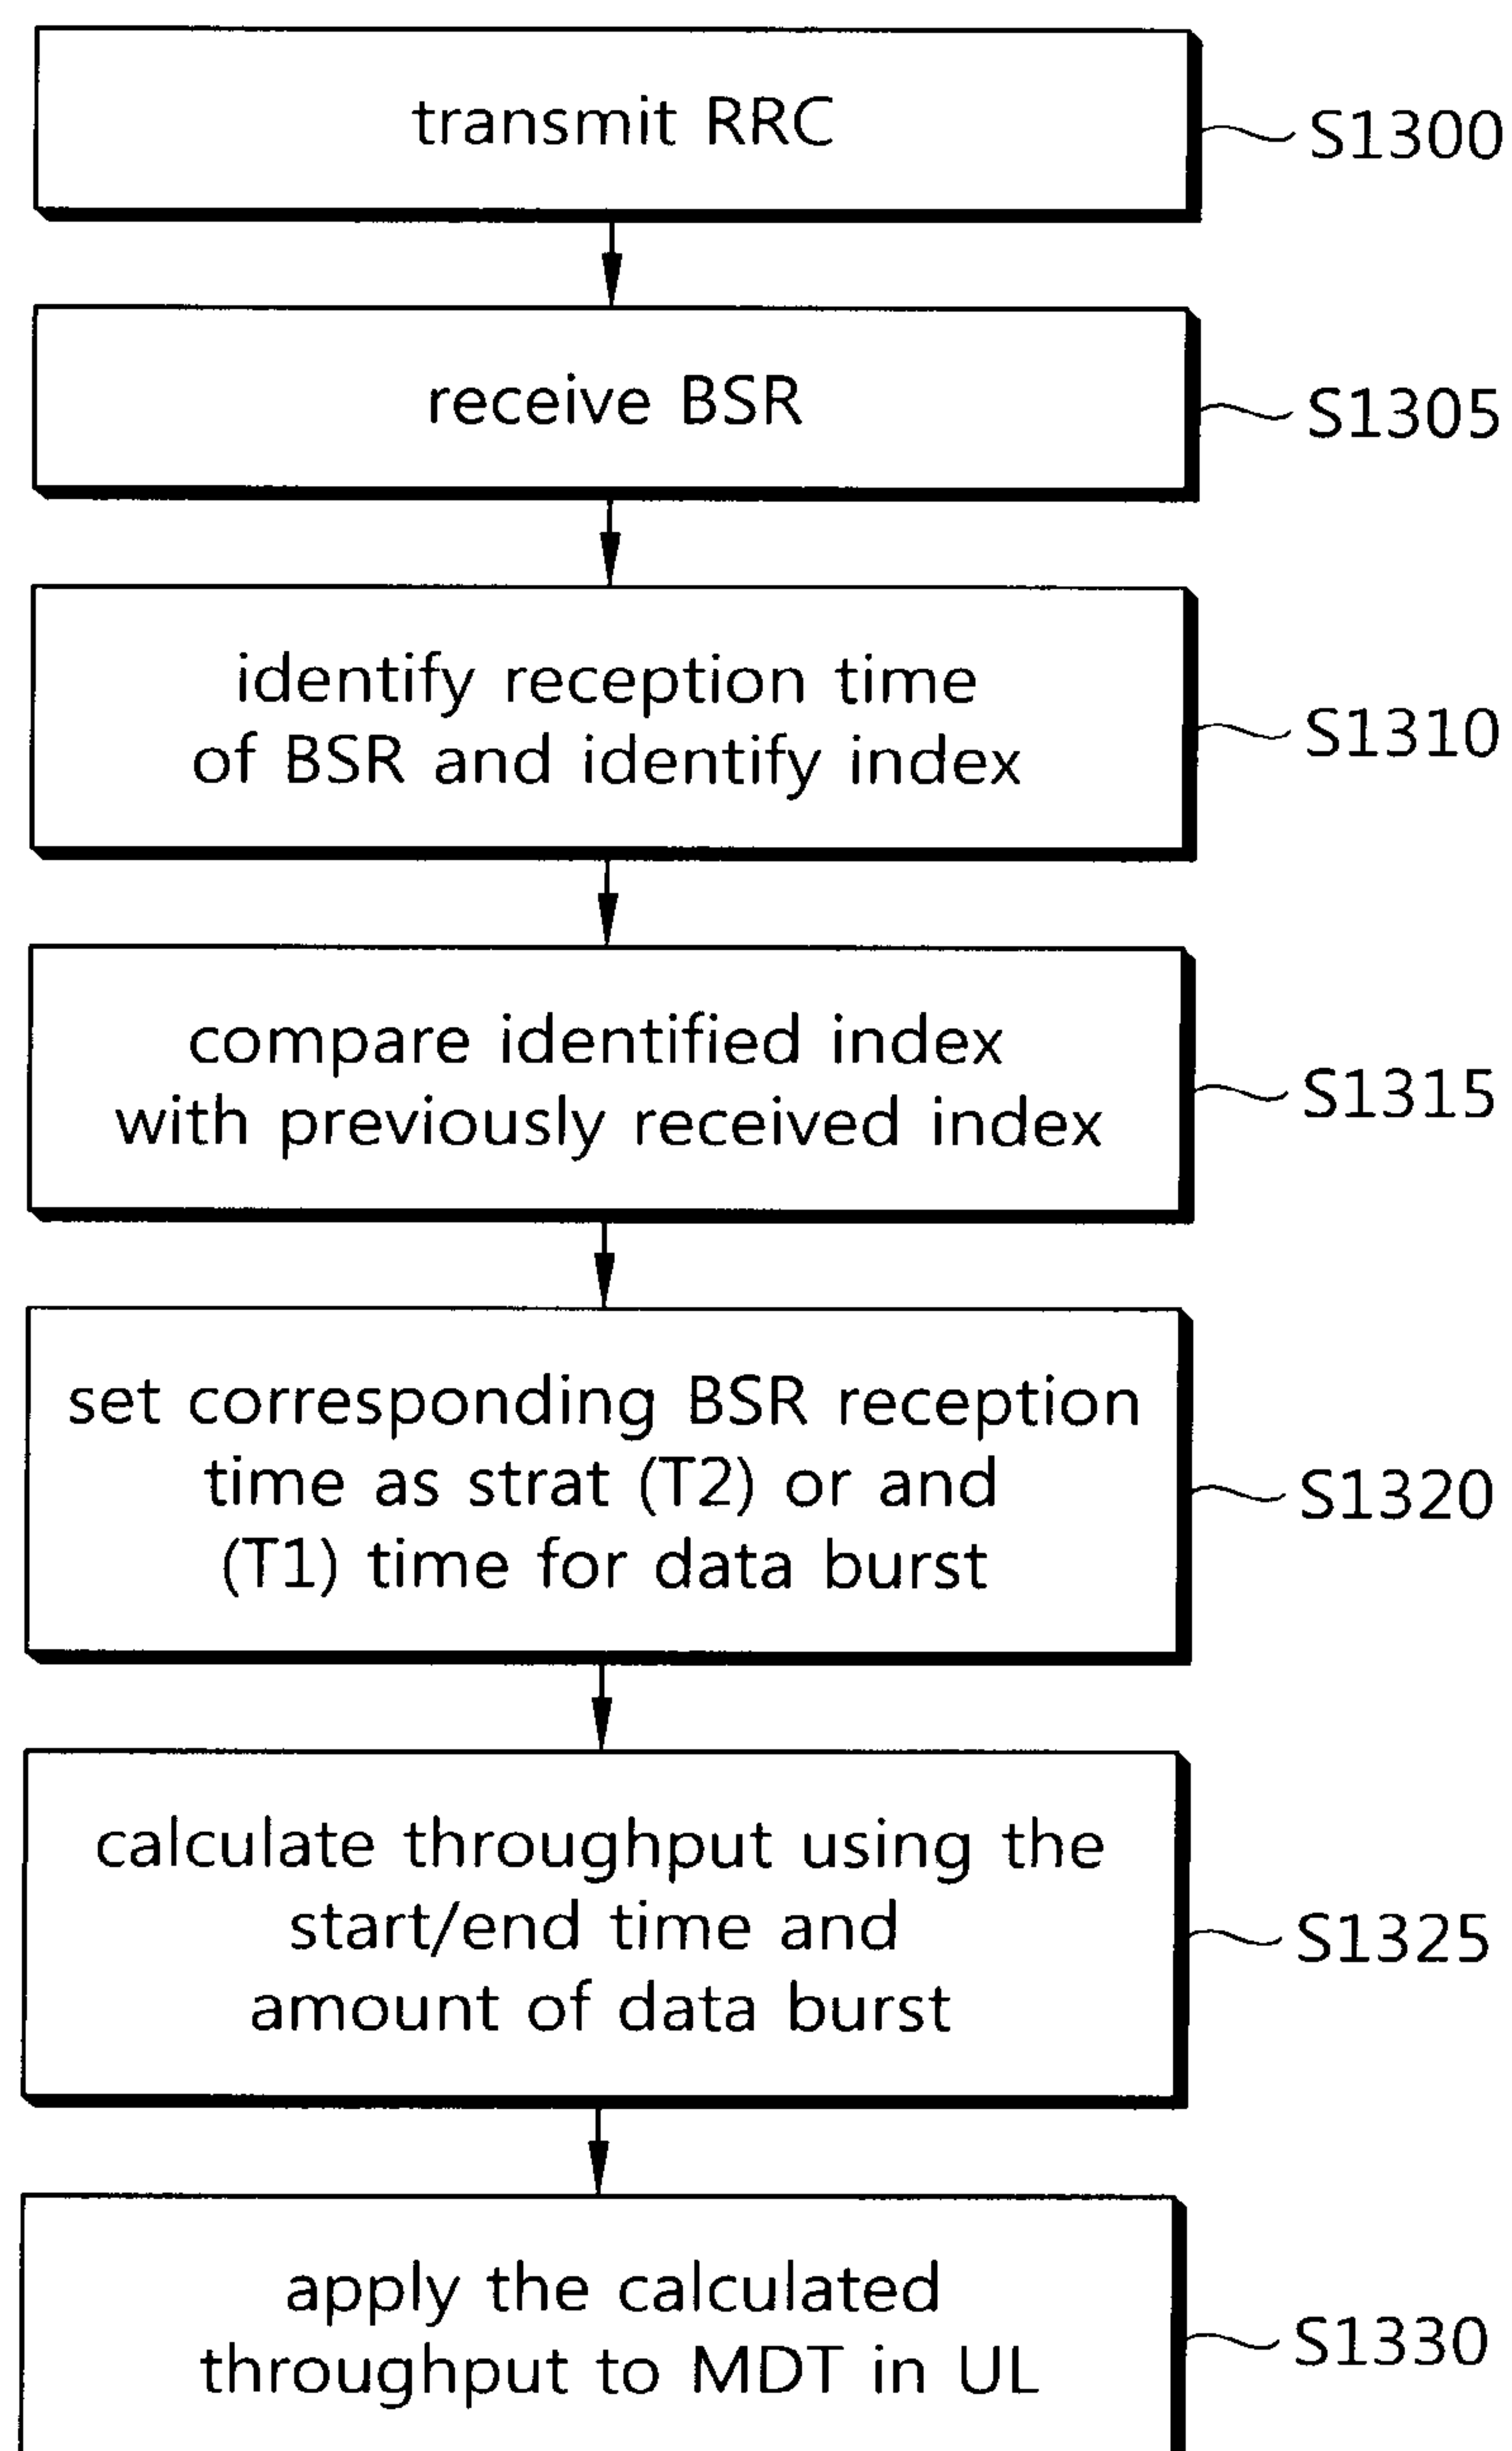 transmit RRC
S1300
receive BSR
S1305
identify reception time
of BSR and identify index
S1310
compare identified index
with previously received index
S1315
set corresponding BSR reception
time as strat (T2) or and
(T1) time for data burst
S1320
calculate throughput using the
start/end time and
amount of data burst
S1325
apply the calculated
throughput to MDT in UL
S1330